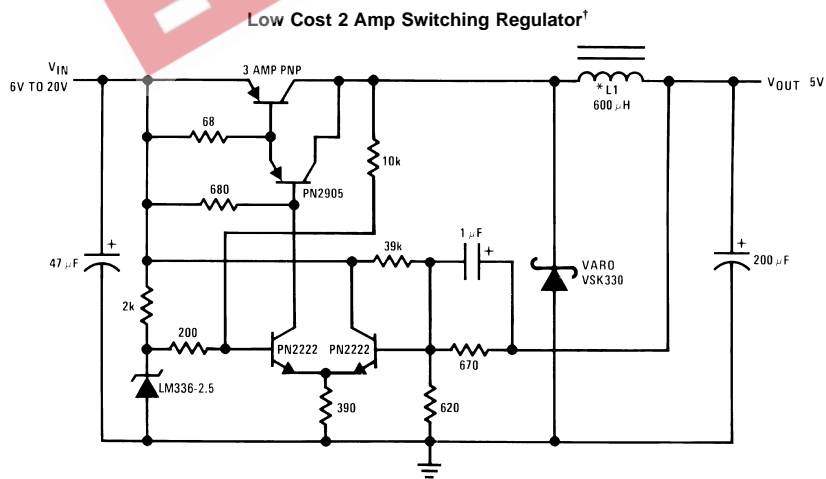 Low Cost 2 Amp Switching Regulator†
VIN
6V TO 20V
3 AMP PNP
VOUT 5V
*L1
600 μH
68
10k
PN2905
680
39k
1 μF
+
+
47 μF
VARO
VSK330
+
200 μF
2k
200
PN2222
PN2222
670
LM336-2.5
390
620